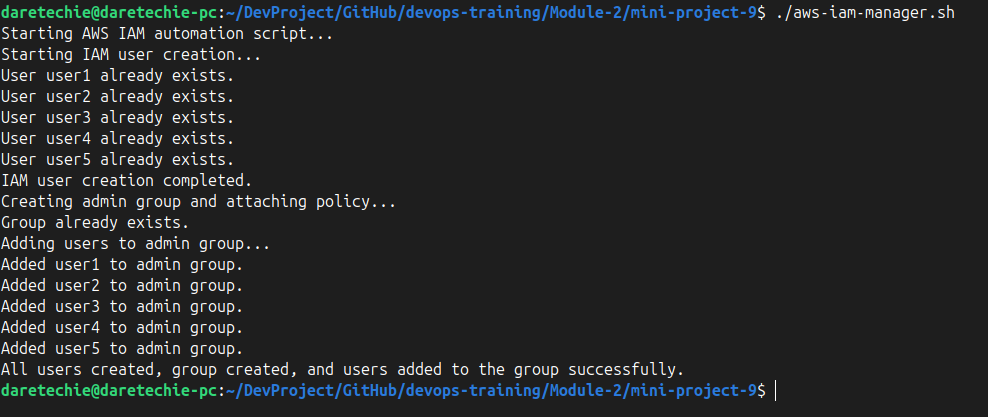 daretechie@daretechie-pc:~/DevProject/GitHub/devops-training/Module-2/mini-project-9$ ./aws-iam-manager.sh
Starting AWS IAM automation script...
Starting IAM user creation...
User user1 already exists.
User user2 already exists.
User user3 already exists.
User user4 already exists.
User user5 already exists.
IAM user creation completed.
Creating admin group and attaching policy...
Group already exists.
Adding users to admin group...
Added user1 to admin group.
Added user2 to admin group.
Added user3 to admin group.
Added user4 to admin group.
Added user5 to admin group.
All users created, group created, and users added to the group successfully.
daretechie@daretechie-pc:~/DevProject/GitHub/devops-training/Module-2/mini-project-9$